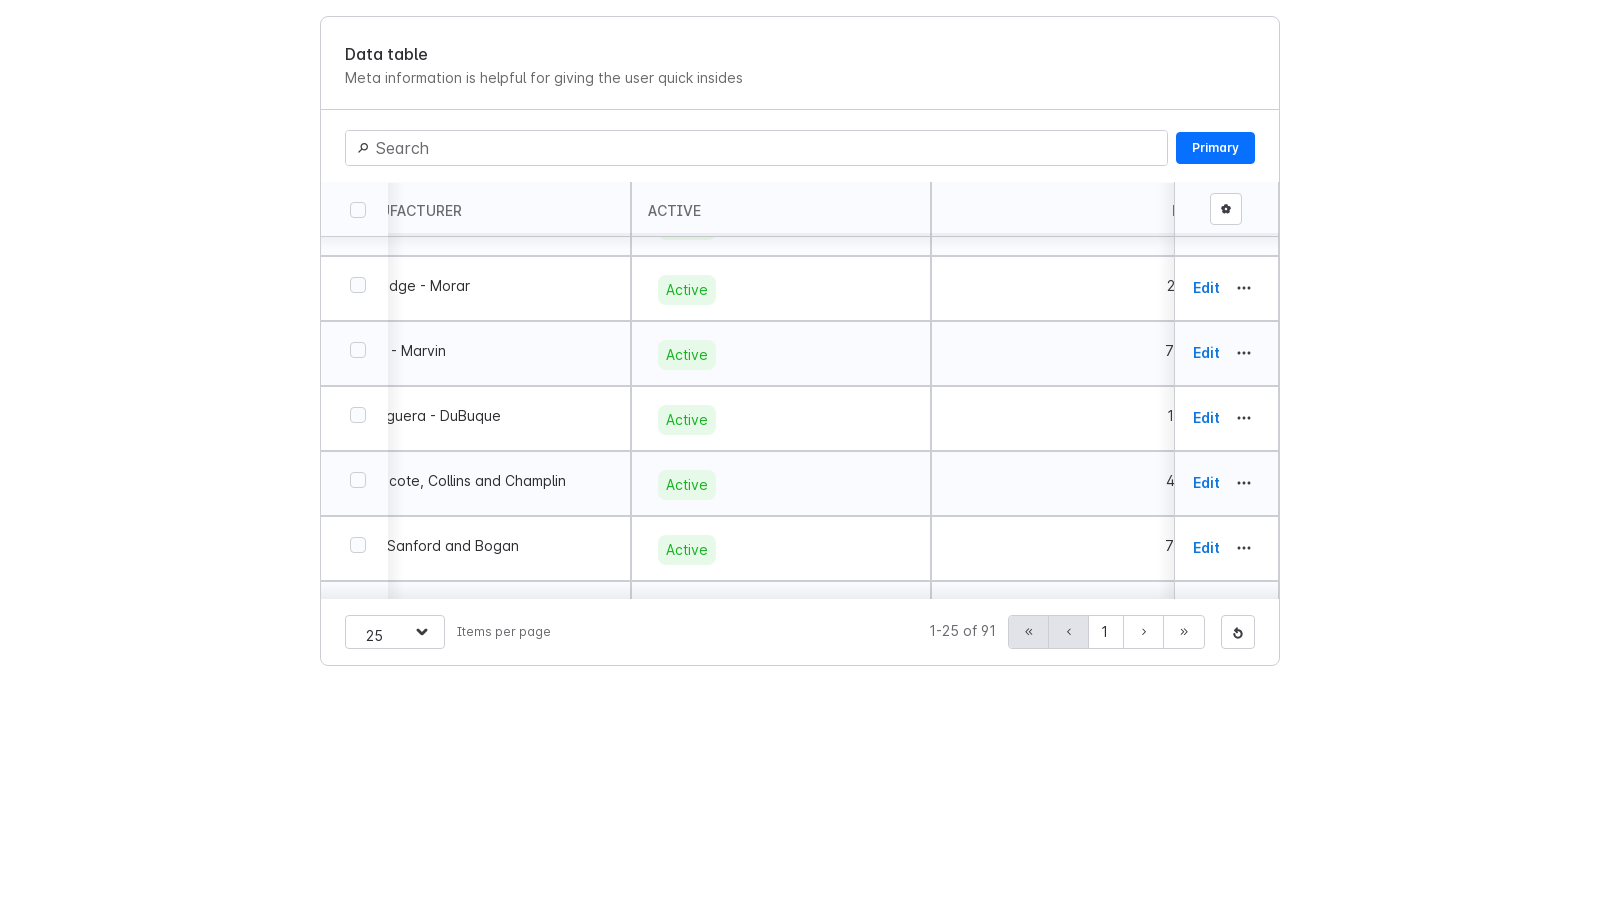 Data table
Meta information is helpful for giving the user quick insides
Search
Primary
UFACTURER ACTIVE
dge - Morar Active 2 Edit
- Marvin Active 7 Edit
guera - DuBuque Active 1 Edit
cote, Collins and Champlin Active 4 Edit
Sanford and Bogan Active 7 Edit
25 Items per page 1-25 of 91 « ‹ 1 › »